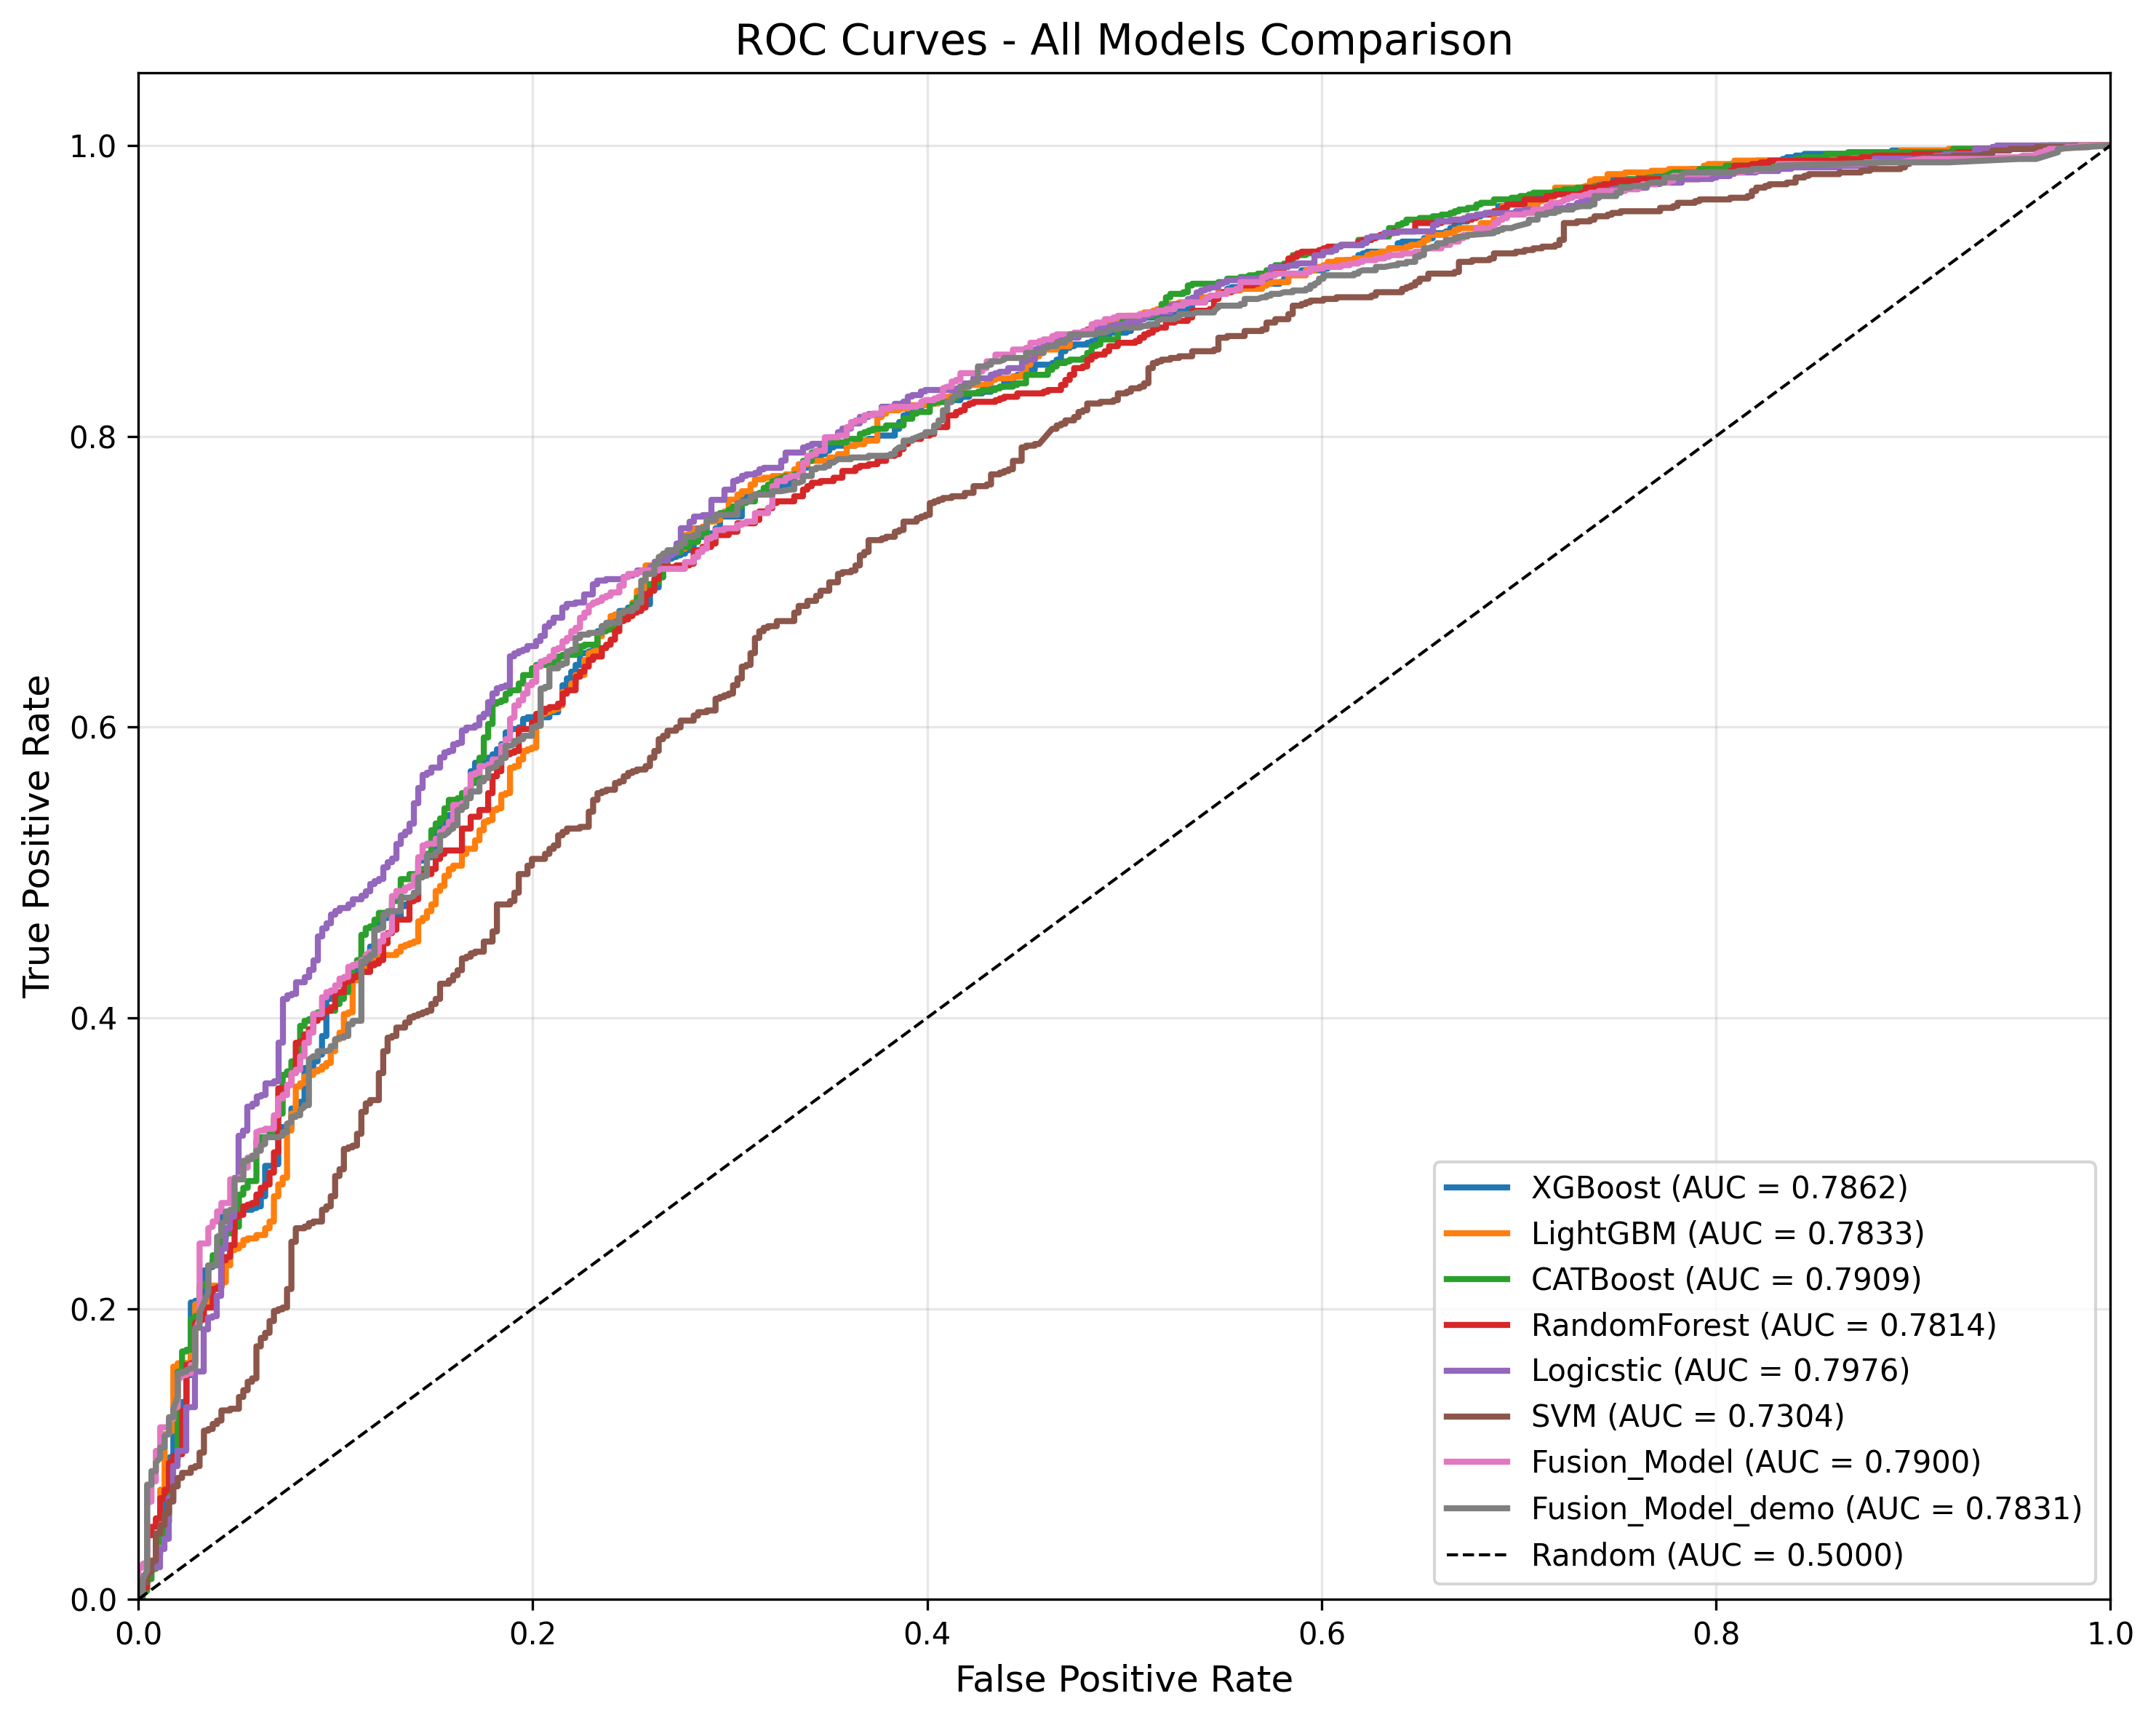 ROC Curves - All Models Comparison
True Positive Rate
1.0
0.8
0.6
0.4
0.2
0.0
0.0 0.2 0.4 0.6 0.8 1.0
False Positive Rate
XGBoost (AUC = 0.7862)
LightGBM (AUC = 0.7833)
CATBoost (AUC = 0.7909)
RandomForest (AUC = 0.7814)
Logicstic (AUC = 0.7976)
SVM (AUC = 0.7304)
Fusion_Model (AUC = 0.7900)
Fusion_Model_demo (AUC = 0.7831)
Random (AUC = 0.5000)